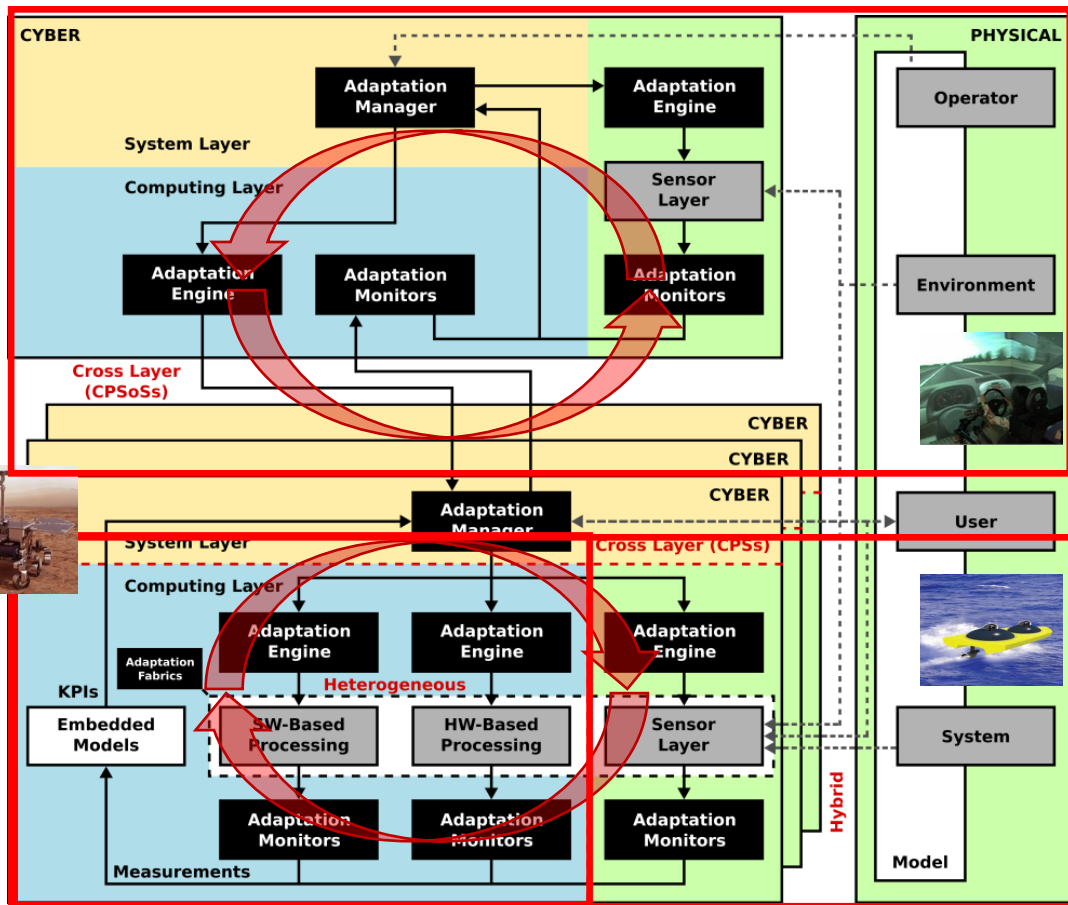 CYBER
PHYSICAL
Adaptation
Manager
Adaptation
Engine
Operator
System Layer
Computing Layer
Sensor
Layer
Adaptation
Engine
Adaptation
Monitors
Adaptation
Monitors
Environment
Cross Layer
(CPSoSs)
CYBER
CYBER
CYBER
Adaptation
Manager
User
System Layer
Cross Layer (CPSs)
Computing Layer
Adaptation
Engine
Adaptation
Engine
Adaptation
Engine
Adaptation
Fabrics
Heterogeneous
KPIs
Embedded
Models
SW-Based
Processing
HW-Based
Processing
Sensor
Layer
System
Hybrid
Adaptation
Monitors
Adaptation
Monitors
Adaptation
Monitors
Model
Measurements